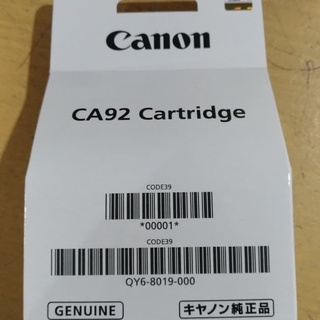 Canon
CA92 Cartridge
CODE39
*00001*
CODE39
QY6-8019-000
GENUINE
キヤノン純正品